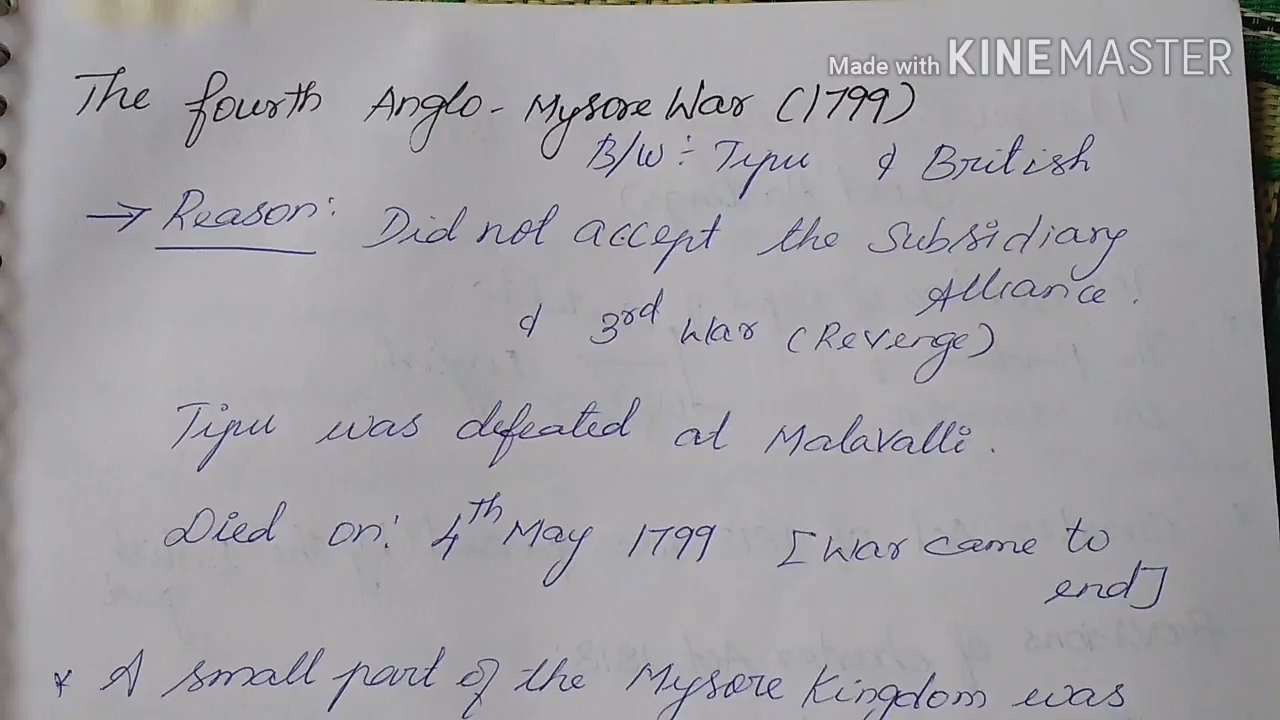 Made with KINEMASTER
The fourth Anglo-Mysore War (1799)
B/W:- Tipu & British
→ Reason: Did not accept the Subsidiary
Alliance.
& 3rd War (Revenge)
Tipu was defeated at Malavalli.
Died on: 4th May 1799 [War came to
end]
* A small part of the Mysore Kingdom was